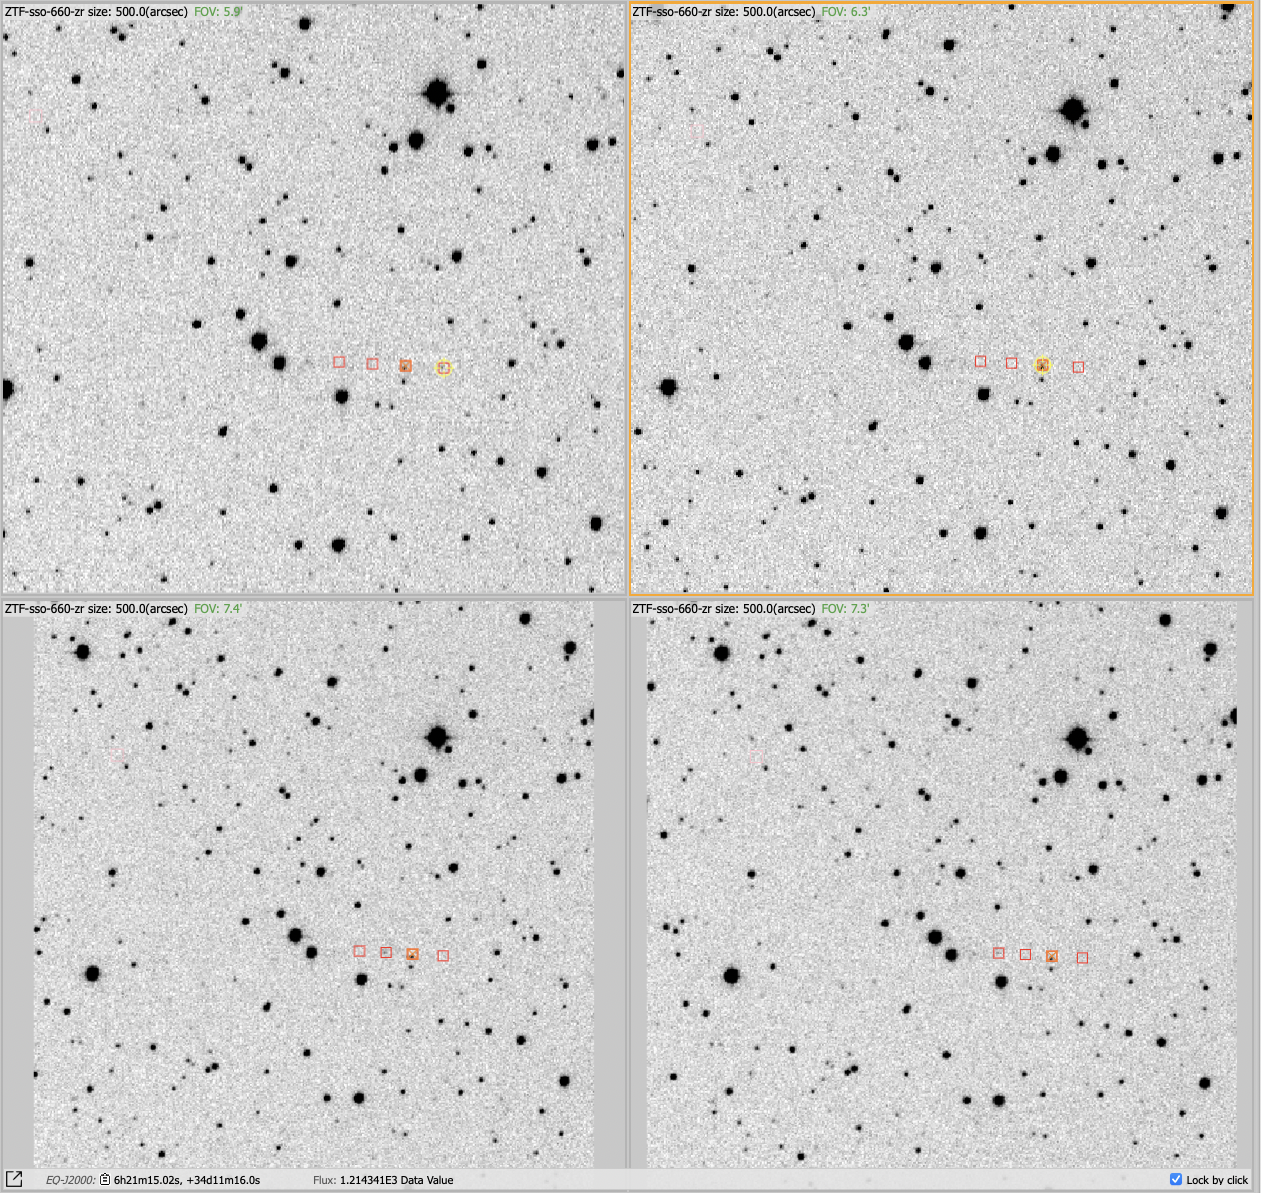 ZTF-sso-660-zr size: 500.0(arcsec) FOV: 5.9'
ZTF-sso-660-zr size: 500.0(arcsec) FOV: 6.3'
ZTF-sso-660-zr size: 500.0(arcsec) FOV: 7.4'
ZTF-sso-660-zr size: 500.0(arcsec) FOV: 7.3'
EQ-J2000: 6h21m15.02s, +34d11m16.0s Flux: 1.214341E3 Data Value Lock by click